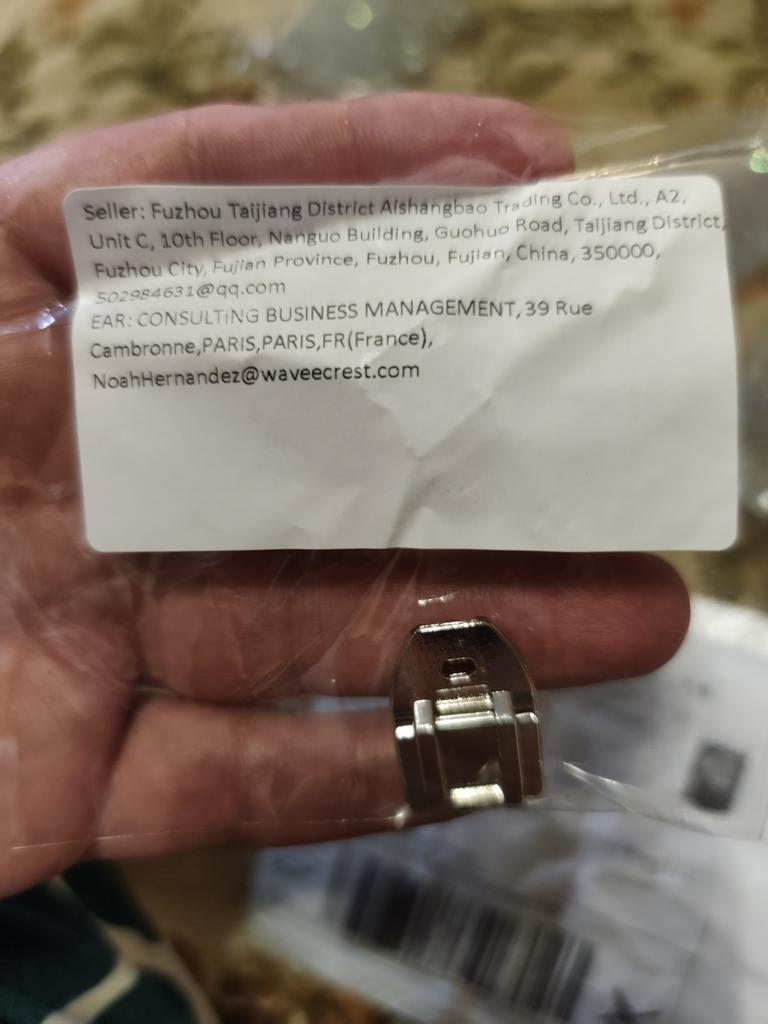 Seller: Fuzhou Taijiang District Aishangbao Trading Co., Ltd., A2,
Unit C, 10th Floor, Nanguo Building, Guohuo Road, Taijiang District,
Fuzhou City, Fujian Province, Fuzhou, Fujian, China, 350000,
502984631@qq.com
EAR: CONSULTING BUSINESS MANAGEMENT,39 Rue
Cambronne,PARIS,PARIS,FR(France),
NoahHernandez@waveecrest.com